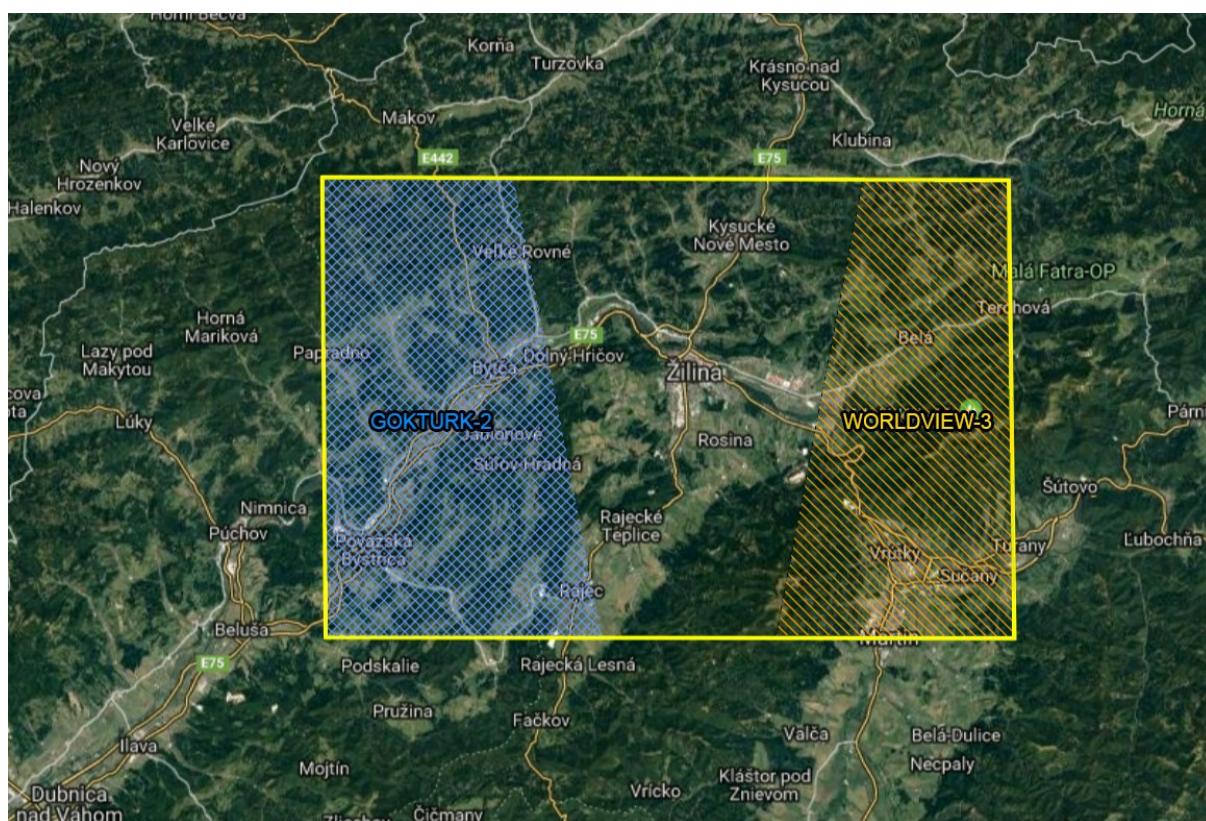 Horní Bečva
Korňa
Turzovka
Krásno nad
Kysucou
Makov
Horná
Velké
Karlovice
Klubina
E442
E75
Nový
Hrozenkov
Halenkov
Kysucké
Nové Mesto
Veľké Rovné
Malá Fatra-OP
Terchová
Horná
Mariková
E75
Belá
Lazy pod
Makytou
Papradno
Dolný Hričov
Bytča
Žilina
Lúky
GOKTURK-2
WORLDVIEW-3
Jablonové
Rosina
Súľov-Hradná
Šútovo
Nimnica
Rajecké
Teplice
Púchov
Považská
Bystrica
Vrútky
Turany
Ľubochňa
Sučany
Rajec
Beluša
Martin
E75
Podskalie
Rajecká Lesná
Pružina
Fačkov
Ilava
Valča
Belá-Dulice
Necpaly
Mojtín
Kláštor pod
Znievom
Vrícko
Dubnica
nad Váhom
Čičmany